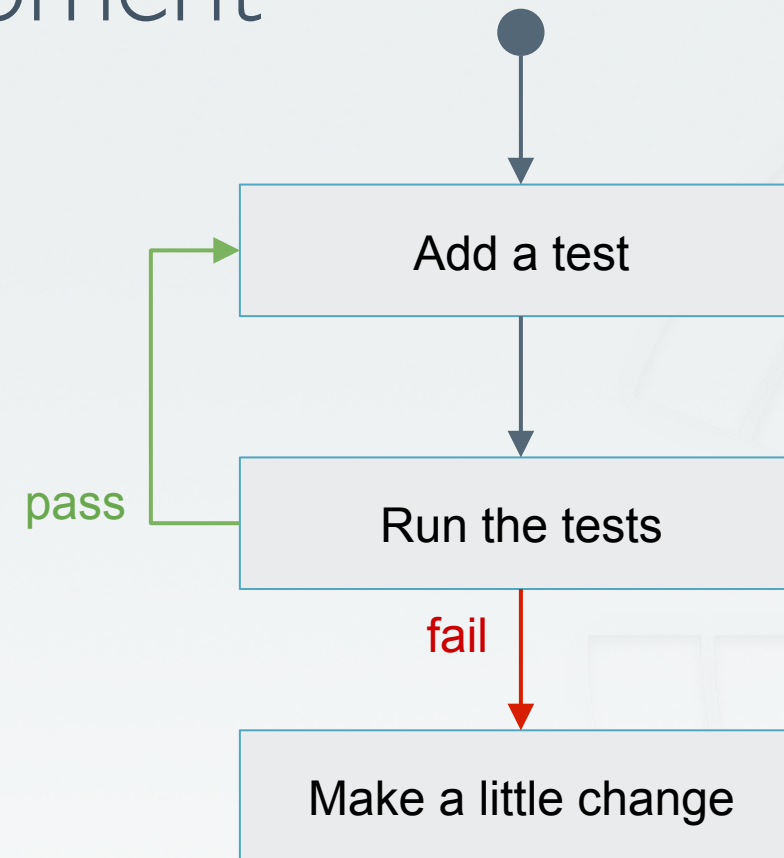 Add a test
pass
Run the tests
fail
Make a little change